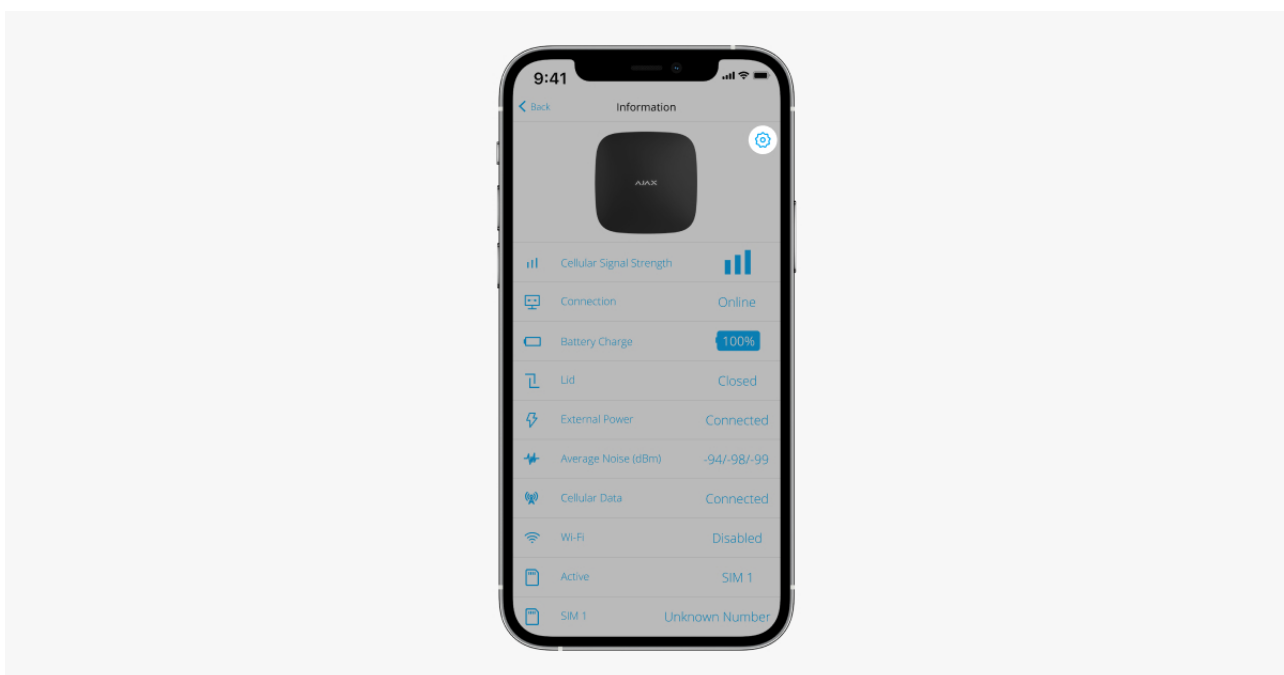 9:41
Back
Information
AJAX
Cellular Signal Strength
Connection Online
Battery Charge 100%
Lid Closed
External Power Connected
Average Noise (dBm) -94/-98/-99
Cellular Data Connected
Wi-Fi Disabled
Active SIM 1
SIM 1 Unknown Number